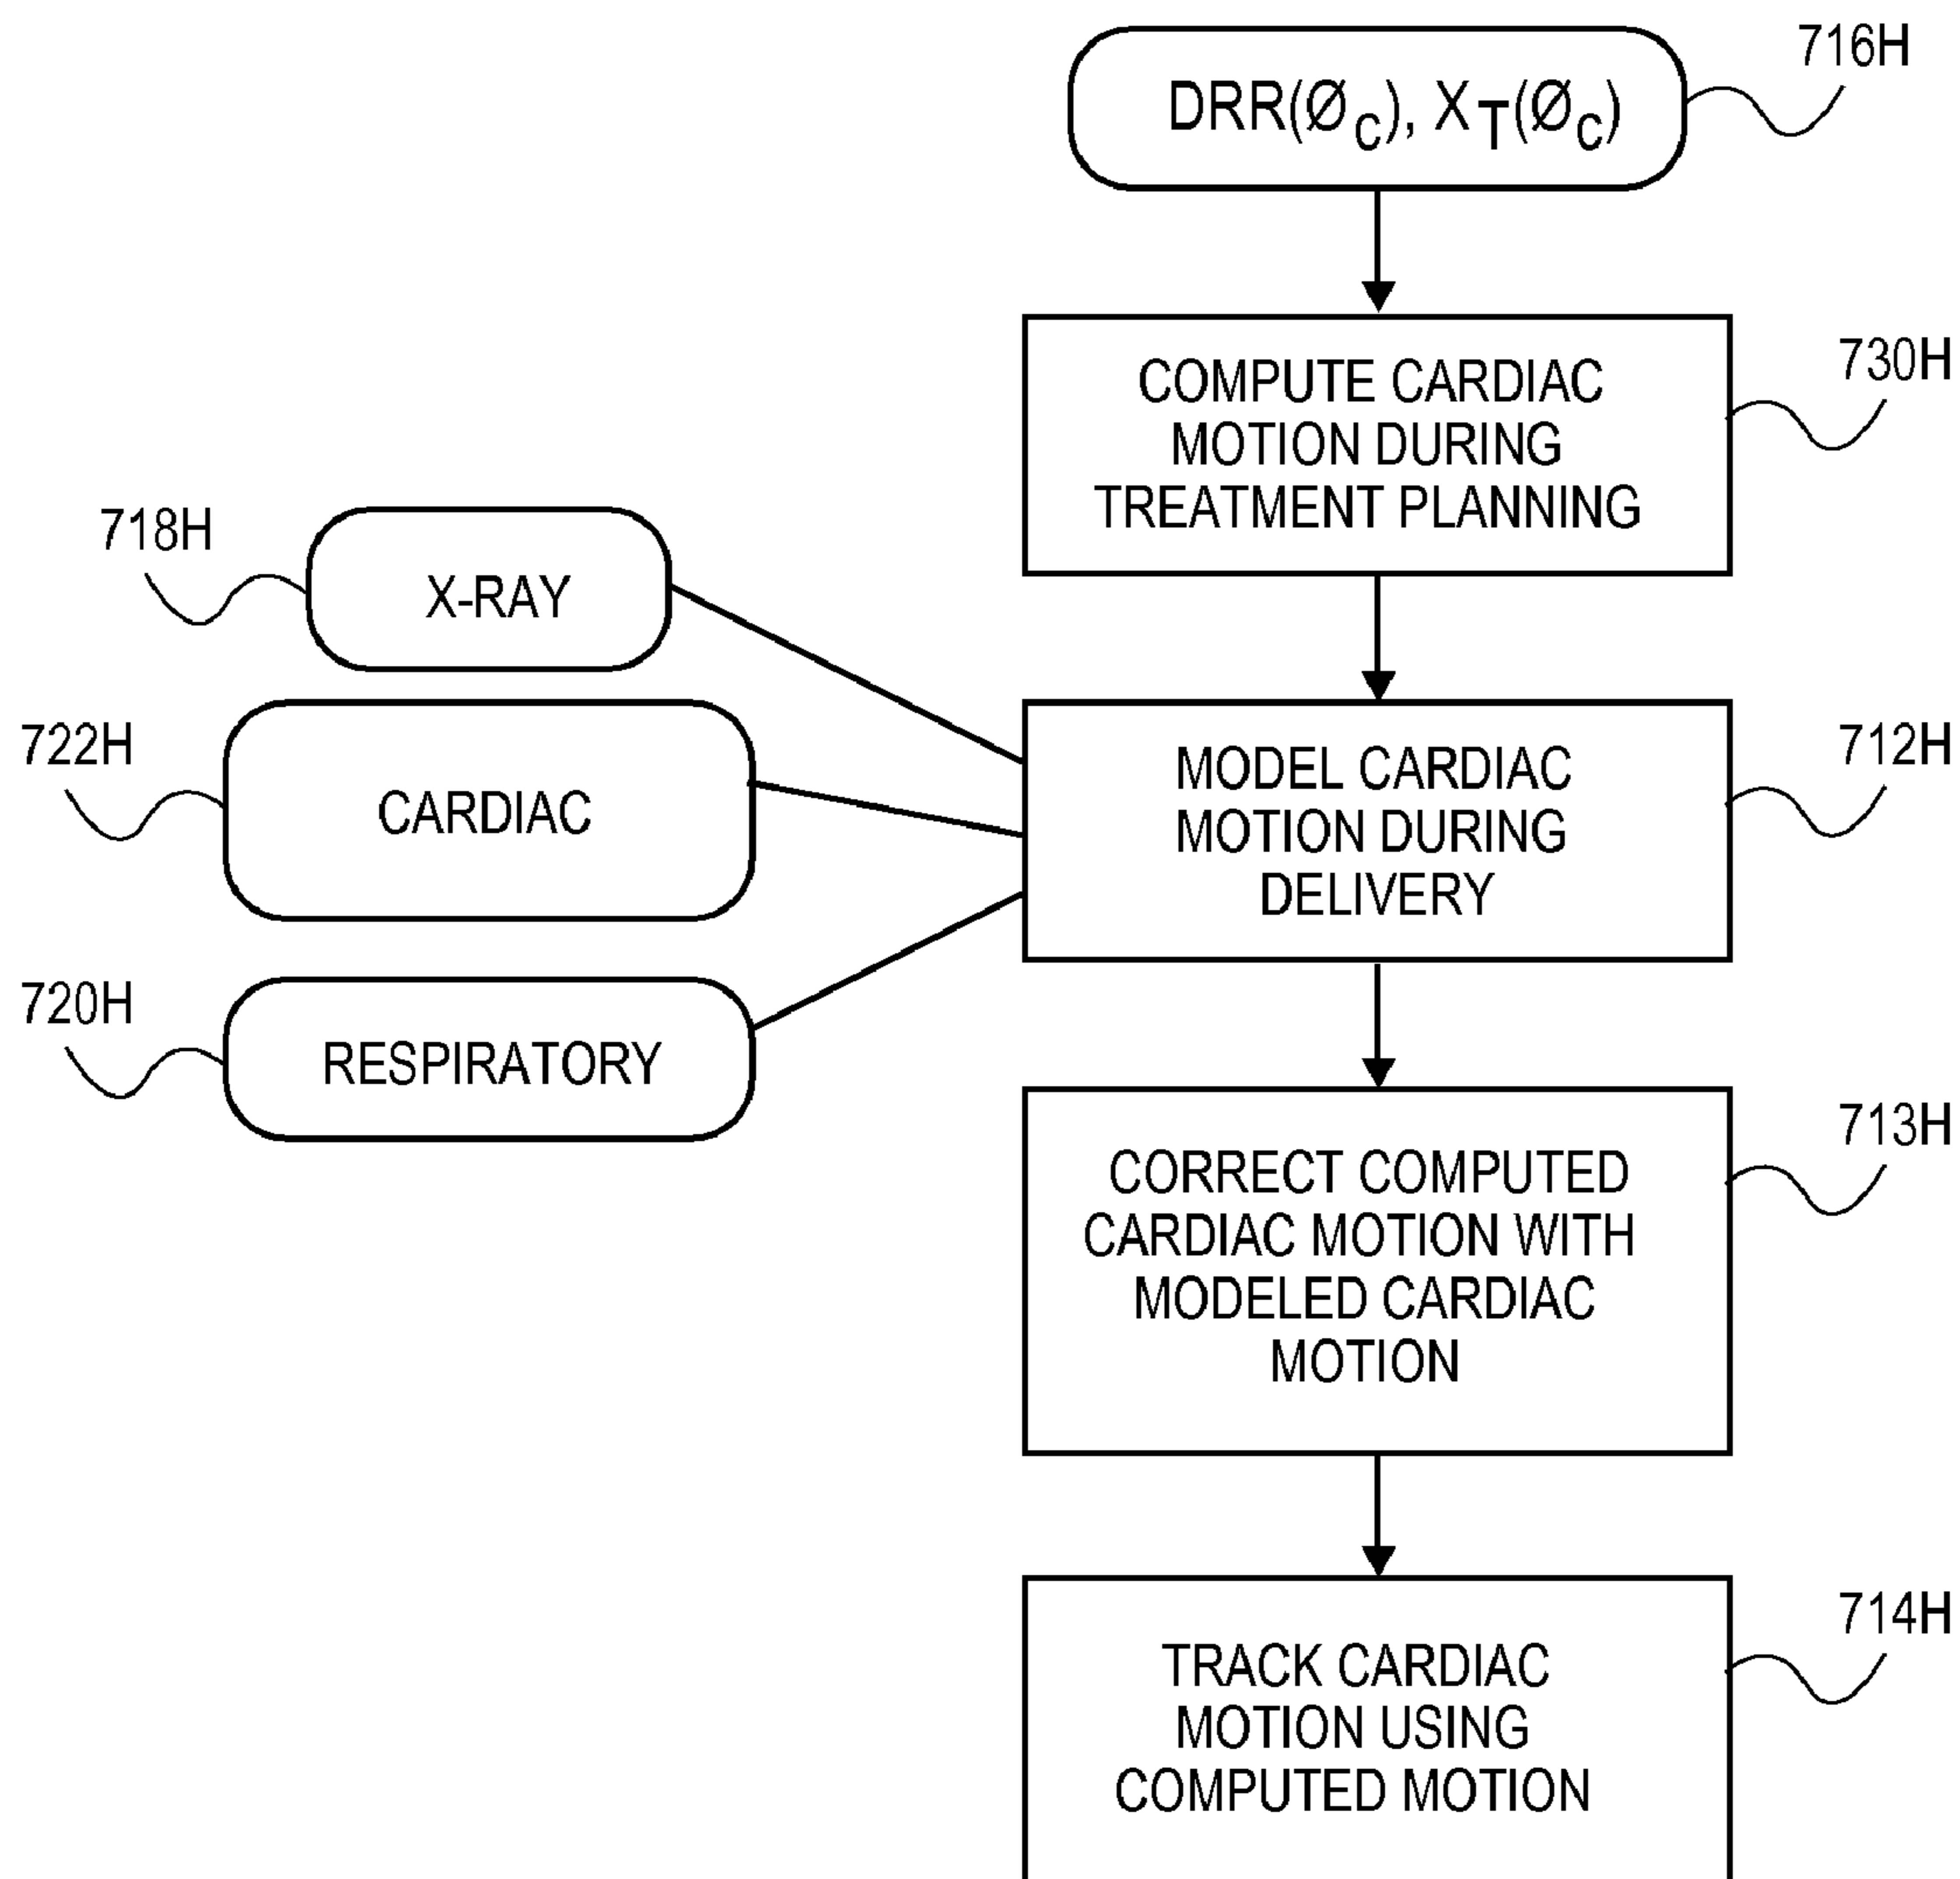 716H
DRR(Øc), XT(Øc)
730H
COMPUTE CARDIAC
MOTION DURING
TREATMENT PLANNING
718H
X-RAY
722H
CARDIAC
712H
MODEL CARDIAC
MOTION DURING
DELIVERY
720H
RESPIRATORY
713H
CORRECT COMPUTED
CARDIAC MOTION WITH
MODELED CARDIAC
MOTION
714H
TRACK CARDIAC
MOTION USING
COMPUTED MOTION